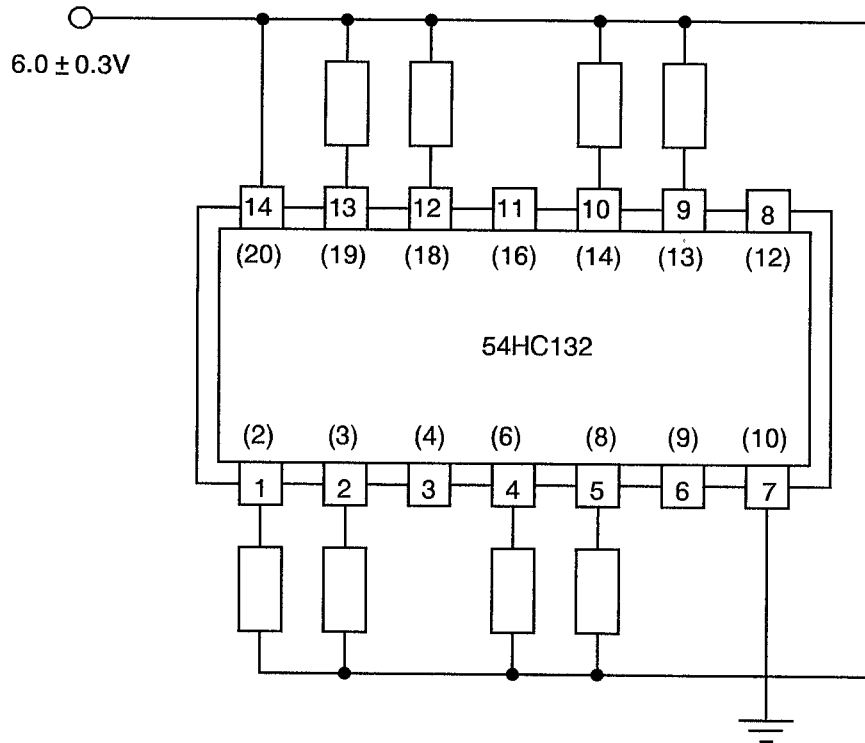 6.0 ± 0.3V
14 13 12 11 10 9 8
(20) (19) (18) (16) (14) (13) (12)
54HC132
(2) (3) (4) (6) (8) (9) (10)
1 2 3 4 5 6 7